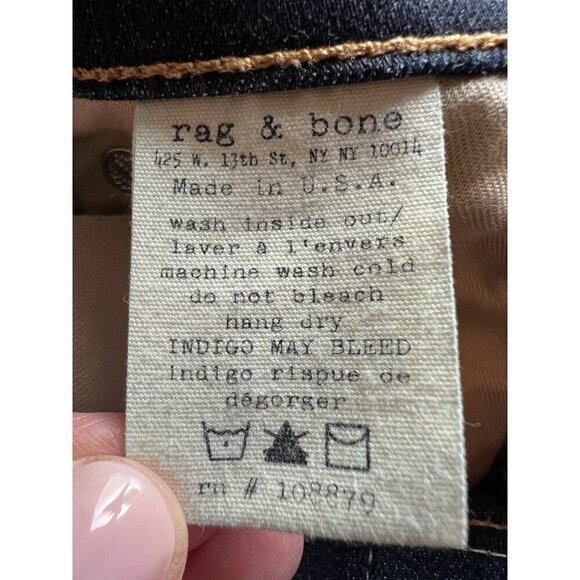 rag & bone
425 W. 13th St, NY NY 10014
Made in U.S.A.
wash inside out/
laver à l'envers
machine wash cold
do not bleach
hang dry
INDIGO MAY BLEED
indigo risque de
dégorger
rn # 108879